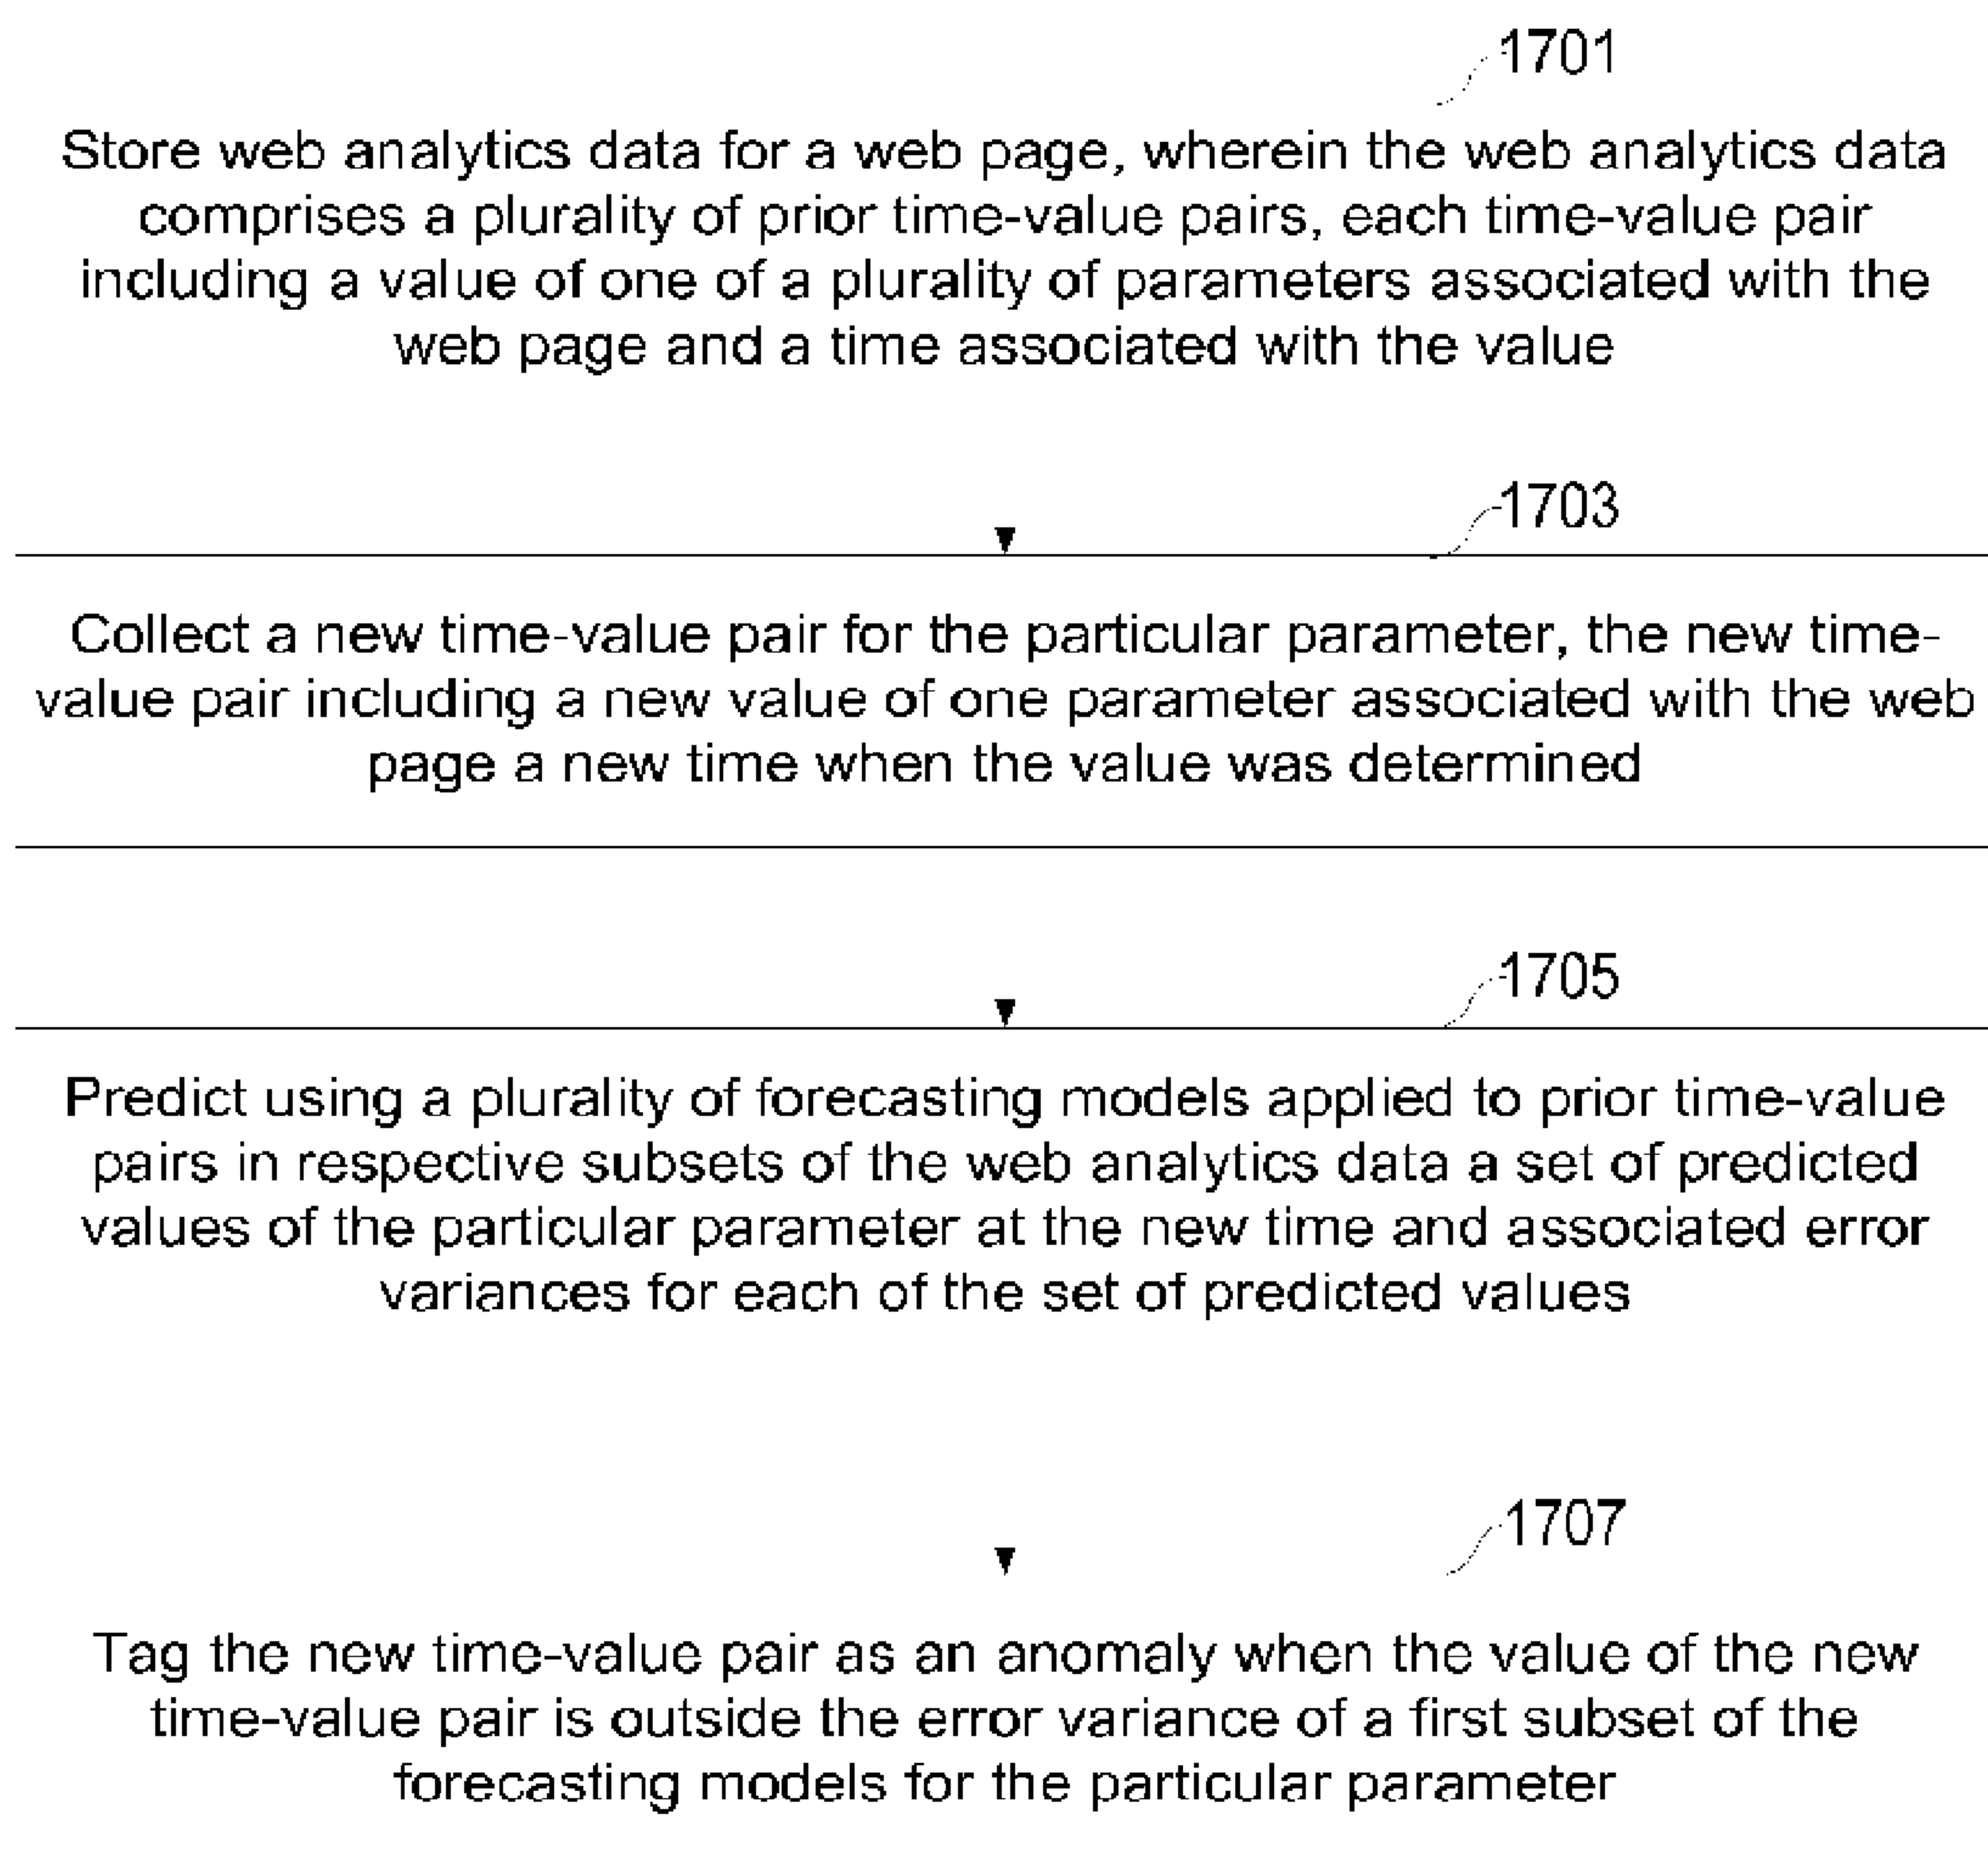 1701
Store web analytics data for a web page, wherein the web analytics data
comprises a plurality of prior time-value pairs, each time-value pair
including a value of one of a plurality of parameters associated with the
web page and a time associated with the value
1703
Collect a new time-value pair for the particular parameter, the new time-
value pair including a new value of one parameter associated with the web
page a new time when the value was determined
1705
Predict using a plurality of forecasting models applied to prior time-value
pairs in respective subsets of the web analytics data a set of predicted
values of the particular parameter at the new time and associated error
variances for each of the set of predicted values
1707
Tag the new time-value pair as an anomaly when the value of the new
time-value pair is outside the error variance of a first subset of the
forecasting models for the particular parameter